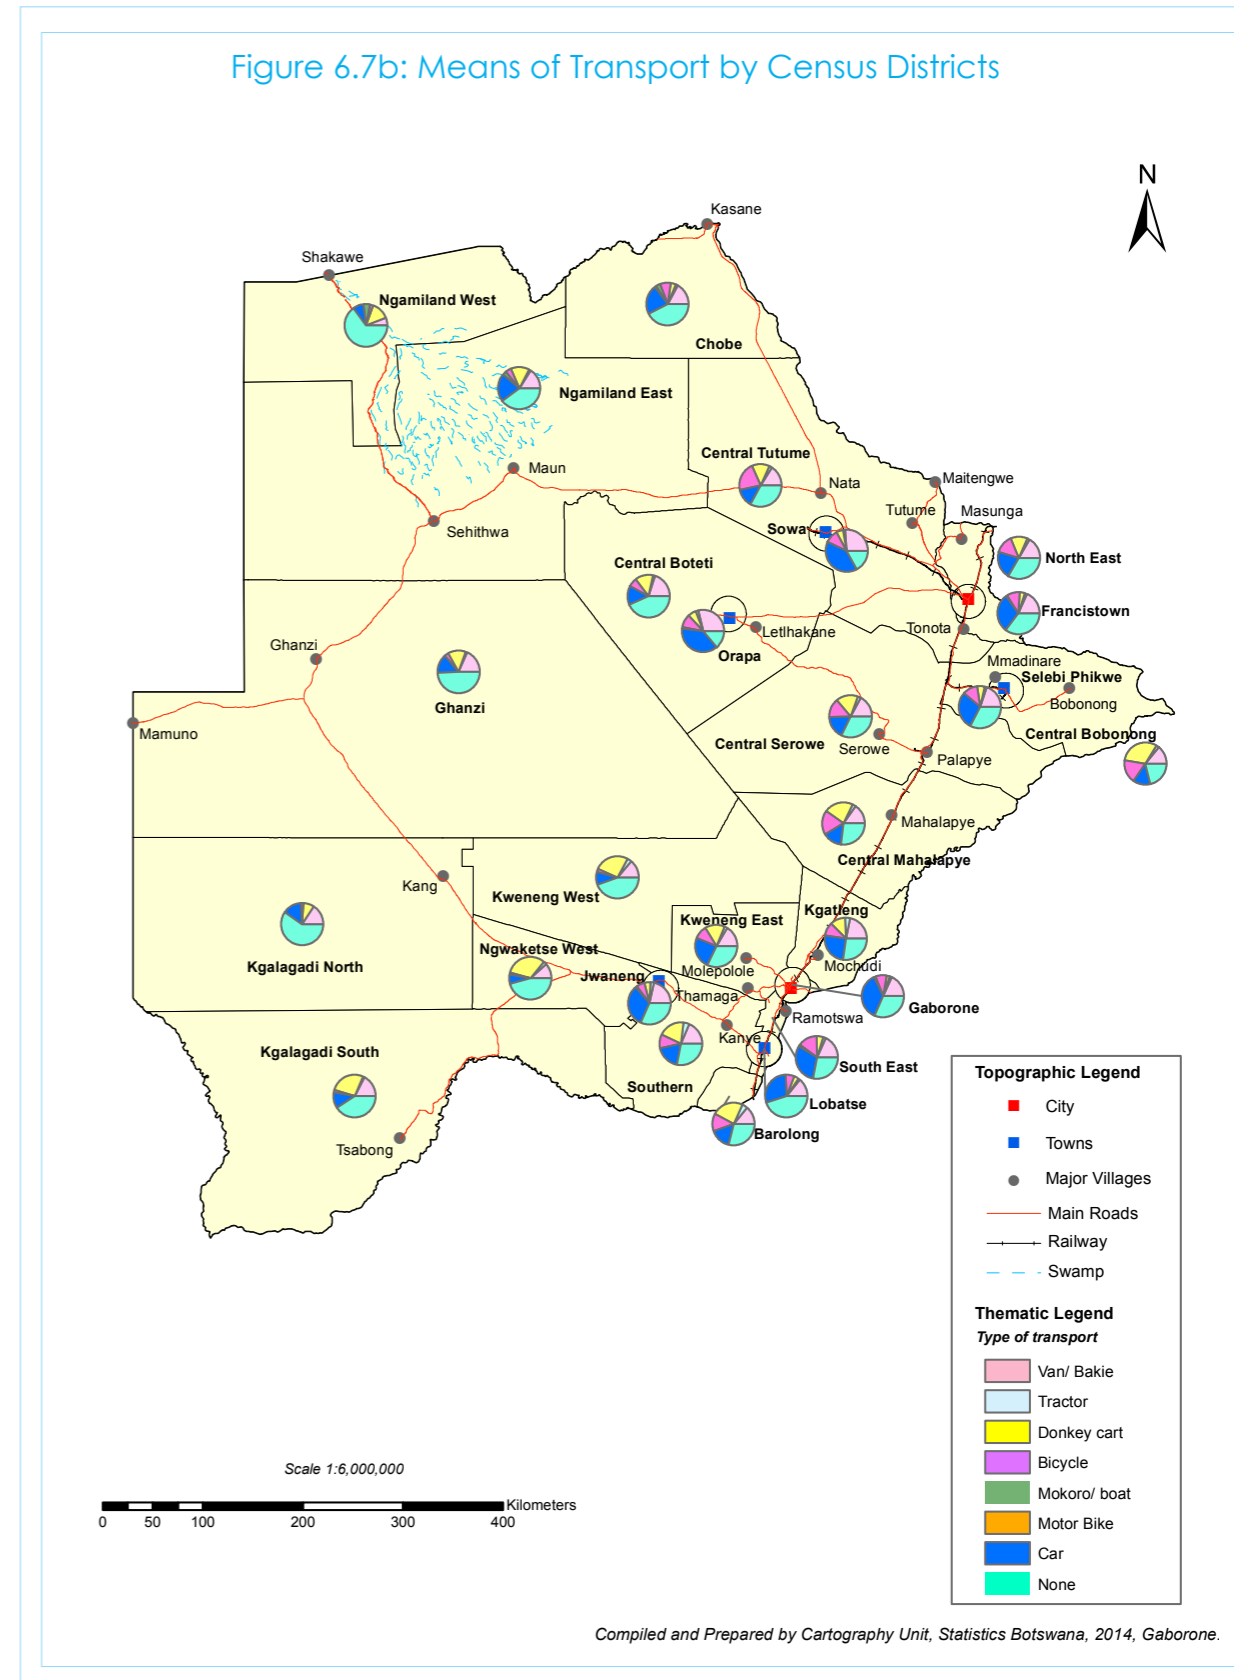 Figure 6.7b: Means of Transport by Census Districts
N
Kasane
Shakawe
Ngamiland West
Chobe
Ngamiland East
Central Tutume
Maun
Nata
Maitengwe
Tutume
Masunga
Sehithwa
Sowa
North East
Central Boteti
Francistown
Letlhakane
Tonota
Orapa
Ghanzi
Mmadinare
Selebi Phikwe
Bobonong
Ghanzi
Mamuno
Central Serowe
Serowe
Central Bobonong
Palapye
Mahalapye
Central Mahalapye
Kang
Kweneng West
Kgatleng
Kweneng East
Ngwaketse West
Kgalagadi North
Molepolole
Mochudi
Jwaneng
Thamaga
Gaborone
Ramotswa
Kanye
Kgalagadi South
South East
Southern
Lobatse
Barolong
Tsabong
Topographic Legend
City
Towns
Major Villages
Main Roads
Railway
Swamp
Thematic Legend
Type of transport
Van/ Bakie
Tractor
Donkey cart
Bicycle
Mokoro/ boat
Motor Bike
Car
None
Scale 1:6,000,000
Kilometers
0 50 100 200 300 400
Compiled and Prepared by Cartography Unit, Statistics Botswana, 2014, Gaborone.